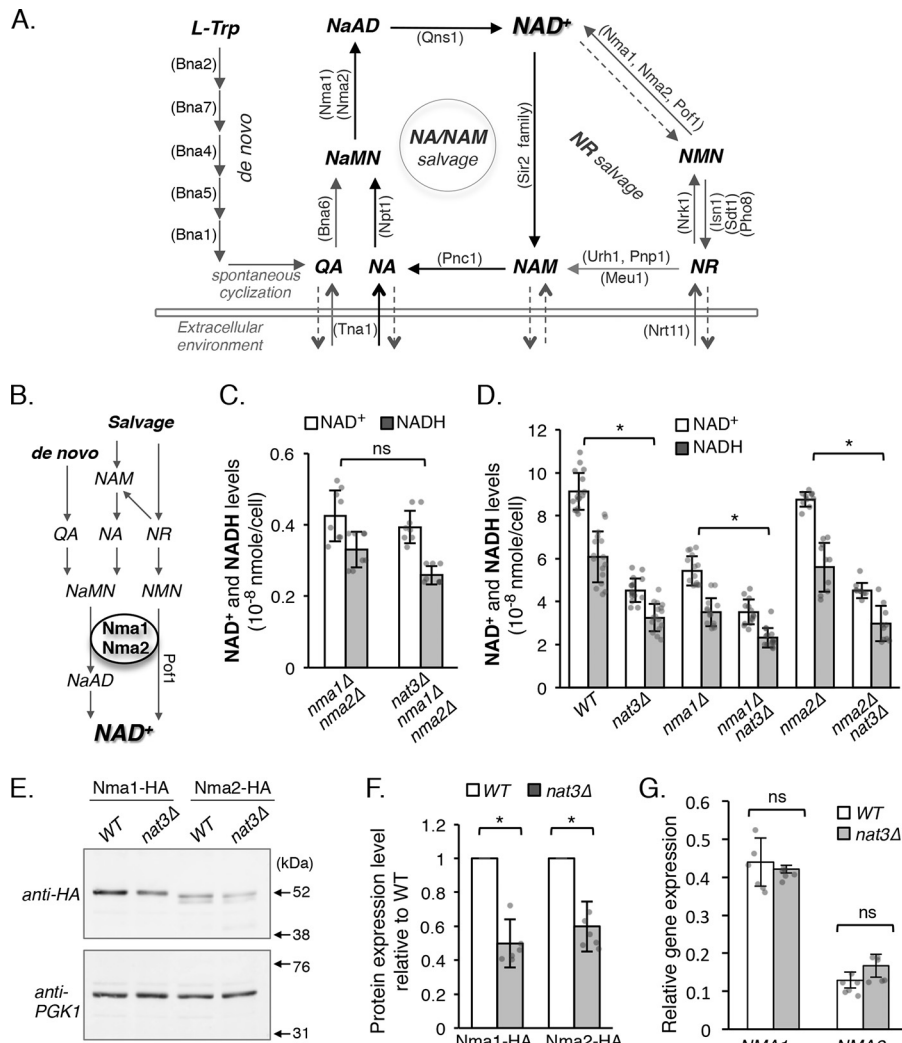 A.
L-Trp
(Bna2)
(Bna7)
(Bna4)
(Bna5)
(Bna1)
de novo
spontaneous
cyclization
NaAD
(Qns1)
NAD+
(Nma1)
(Nma2)
NaMN
NA/NAM
salvage
(Sir2 family)
NR salvage
(Nma1, Nma2, Pof1)
NMN
(Bna6)
(Npt1)
(Nrk1)
(Isn1)
(Sdt1)
(Pho8)
QA
NA
(Pnc1)
NAM
(Urh1, Pnp1)
(Meu1)
NR
Extracellular
environment
(Tna1)
(Nrt11)
B.
Salvage
de novo
NAM
QA
NA
NR
NaMN
NMN
Nma1
Nma2
NaAD
Pof1
NAD+
C.
NAD+
NADH
NAD+ and NADH levels
(10-8 nmole/cell)
0.6
0.4
0.2
0
ns
nma1Δ
nma2Δ
nat3Δ
nma1Δ
nma2Δ
D.
NAD+
NADH
NAD+ and NADH levels
(10-8 nmole/cell)
12
10
8
6
4
2
0
*
*
*
WT
nat3Δ
nma1Δ
nma1Δ
nat3Δ
nma2Δ
nma2Δ
nat3Δ
E.
Nma1-HA
Nma2-HA
WT
nat3Δ
WT
nat3Δ
(kDa)
anti-HA
52
38
anti-
PGK1
76
31
F.
WT
nat3Δ
Protein expression level
relative to WT
1.2
1
0.8
0.6
0.4
0.2
0
*
*
Nma1-HA
Nma2-HA
G.
WT
nat3Δ
Relative gene expression
0.6
0.5
0.4
0.3
0.2
0.1
0
ns
ns